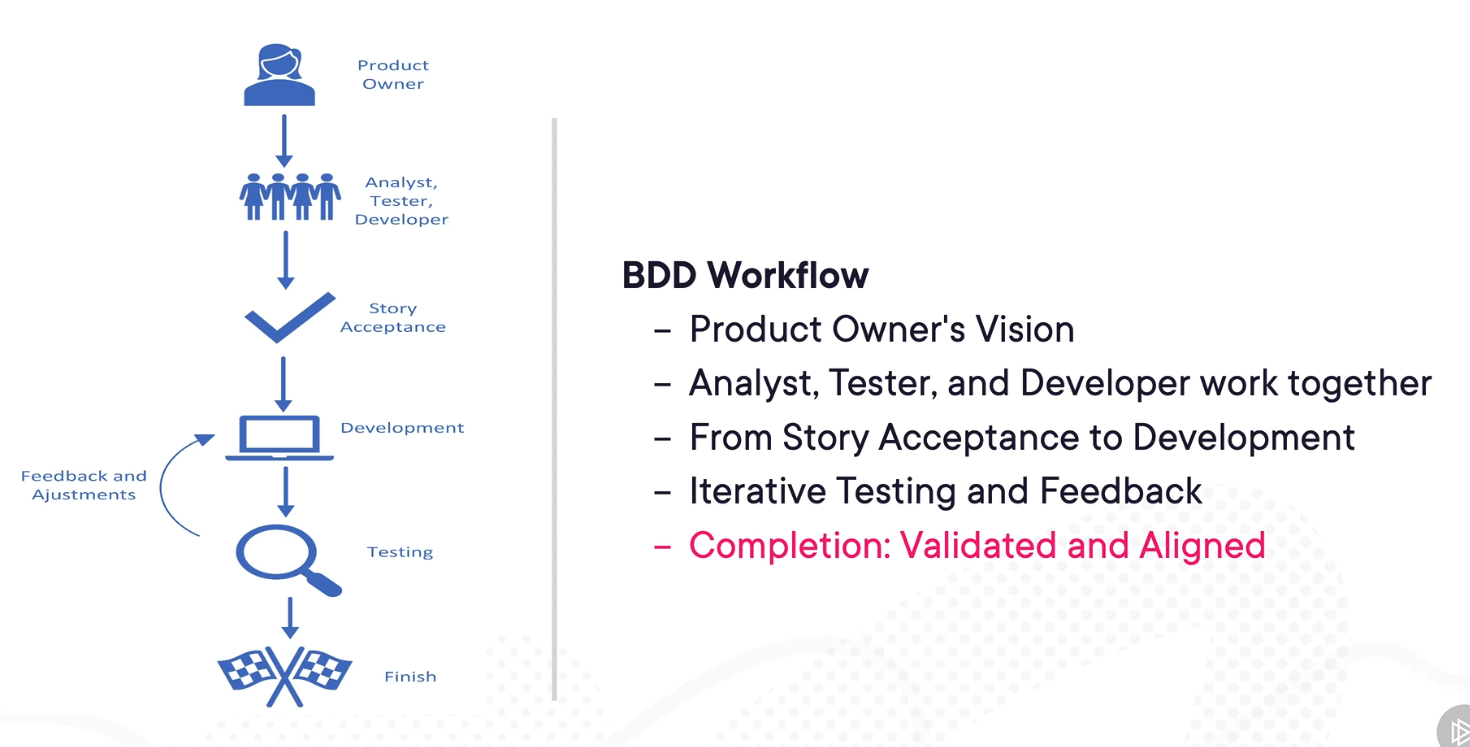 Product
Owner
Analyst,
Tester,
Developer
Story
Acceptance
Development
Feedback and
Ajustments
Testing
Finish
BDD Workflow
– Product Owner's Vision
– Analyst, Tester, and Developer work together
– From Story Acceptance to Development
– Iterative Testing and Feedback
– Completion: Validated and Aligned